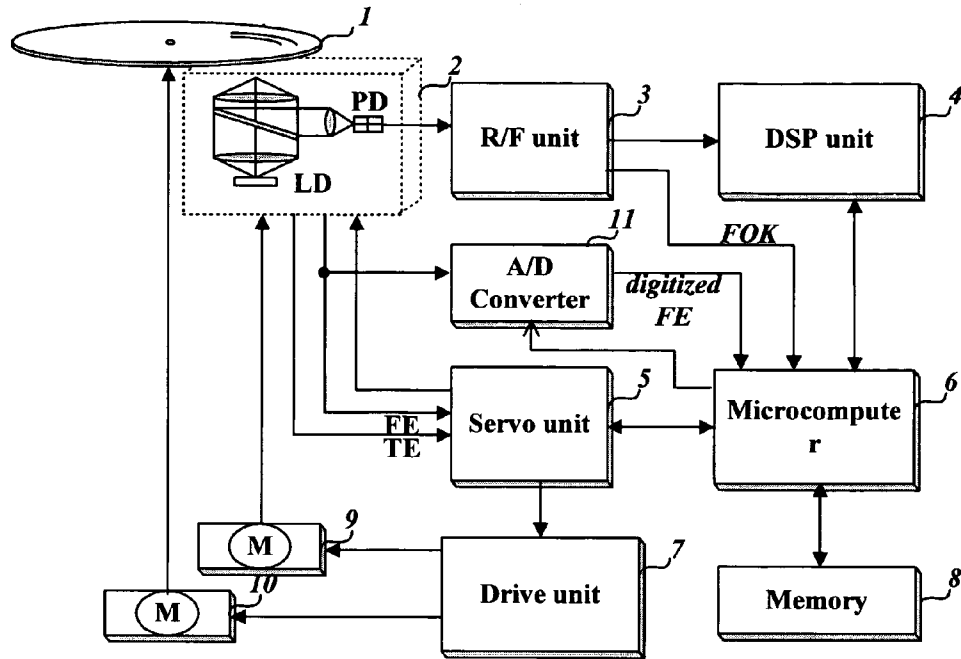 1
2
PD
LD
3
R/F unit
4
DSP unit
FOK
11
A/D
Converter
digitized
FE
5
Servo unit
FE
TE
6
Microcompute
r
9
M
10
M
7
Drive unit
8
Memory